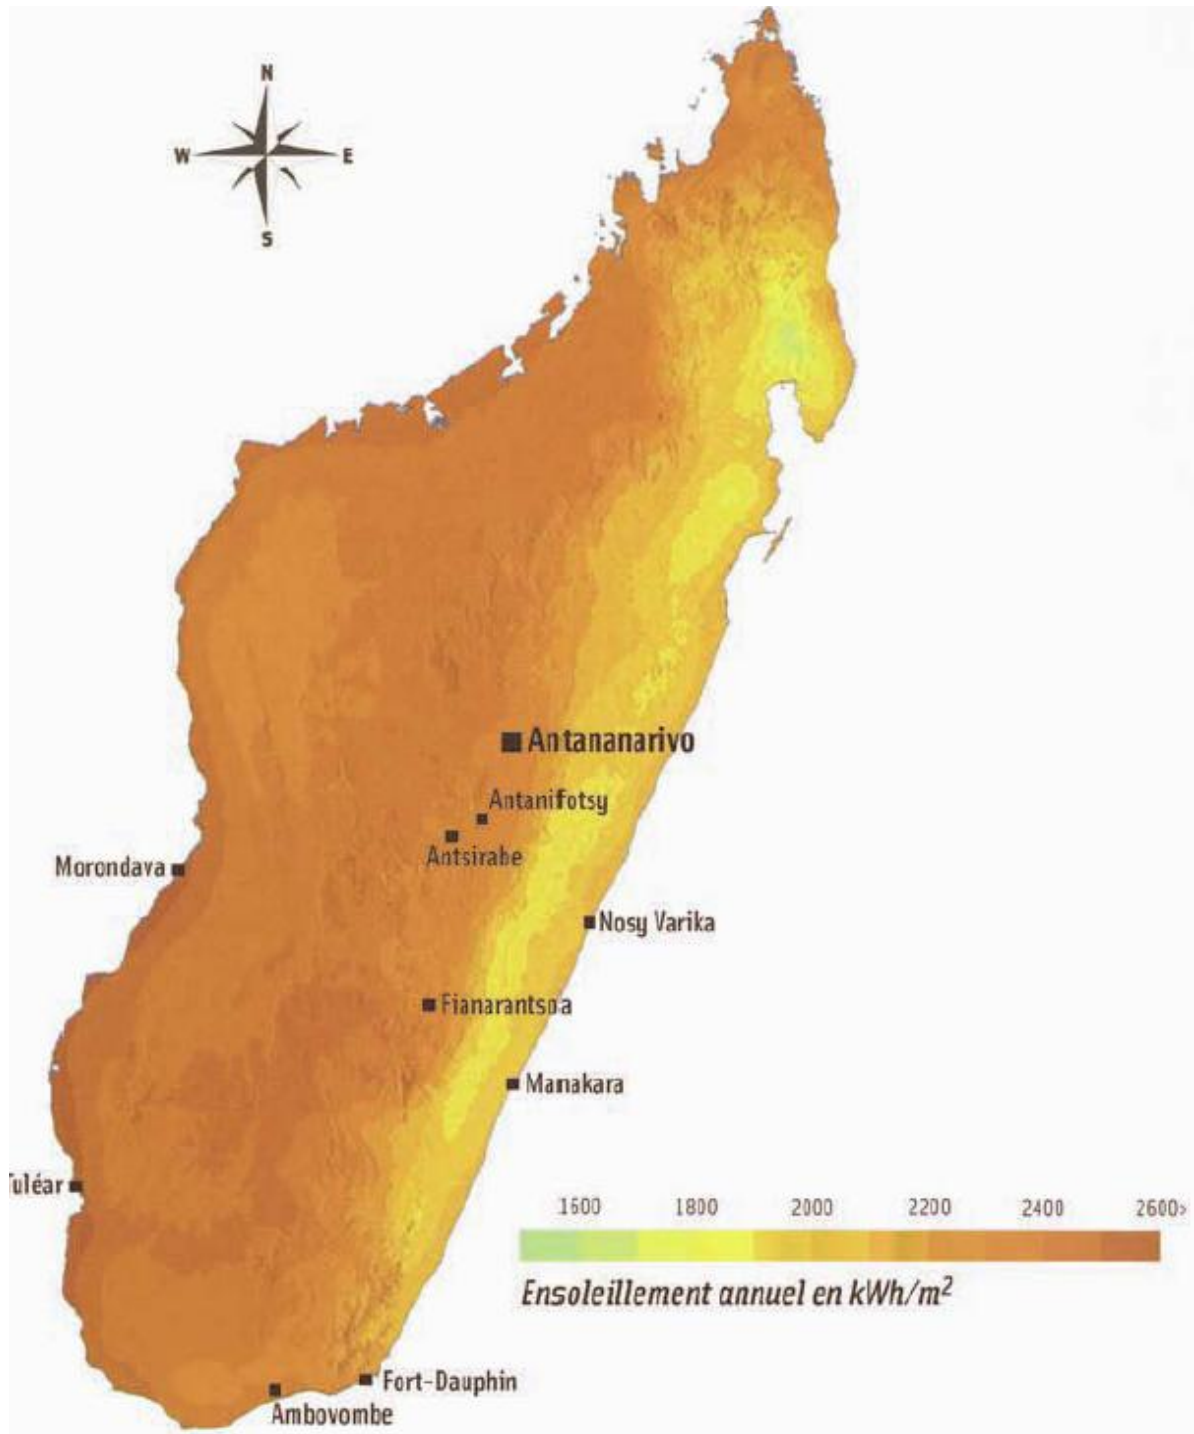 N
W E
S
Antananarivo
Antanifotsy
Antsirabe
Morondava
Nosy Varika
Fianarantsoa
Manakara
Tuléar
1600 1800 2000 2200 2400 2600>
Ensoleillement annuel en kWh/m²
Fort-Dauphin
Ambovombe